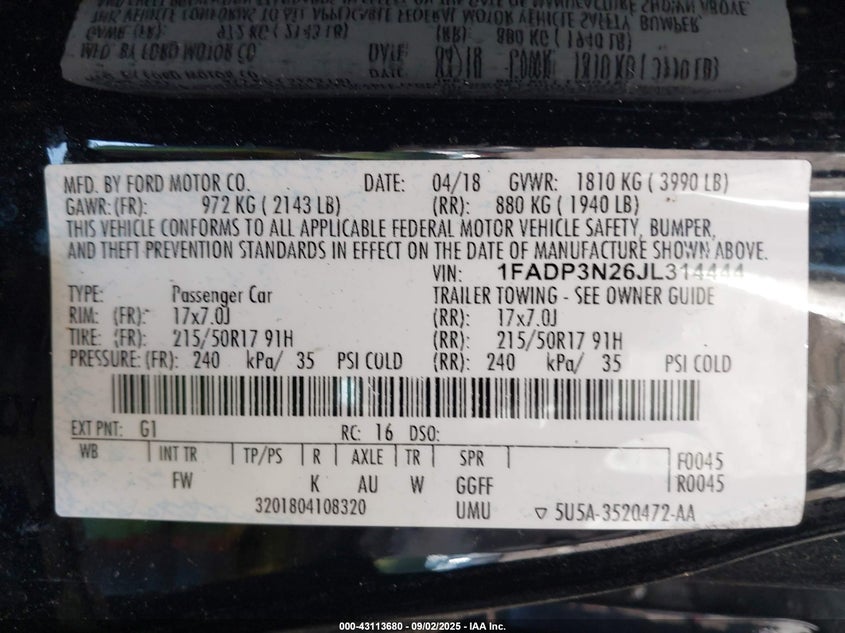 MFD. BY FORD MOTOR CO. DATE: 04/18 GVWR: 1810 KG ( 3990 LB)
GAWR: (FR): 972 KG ( 2143 LB) (RR): 880 KG ( 1940 LB)
THIS VEHICLE CONFORMS TO ALL APPLICABLE FEDERAL MOTOR VEHICLE SAFETY, BUMPER,
AND THEFT PREVENTION STANDARDS IN EFFECT ON THE DATE OF MANUFACTURE SHOWN ABOVE.
VIN: 1FADP3N26JL314444
TYPE: Passenger Car TRAILER TOWING - SEE OWNER GUIDE
RIM: (FR): 17x7.0J (RR): 17x7.0J
TIRE: (FR): 215/50R17 91H (RR): 215/50R17 91H
PRESSURE: (FR): 240 kPa/ 35 PSI COLD (RR): 240 kPa/ 35 PSI COLD
EXT PNT: G1 RC: 16 DSO:
WB INT TR TP/PS R AXLE TR SPR F0045
FW K AU W GGFF R0045
3201804108320 UMU ▽ 5U5A-3520472-AA
000-43113680 - 09/02/2025 - IAA Inc.